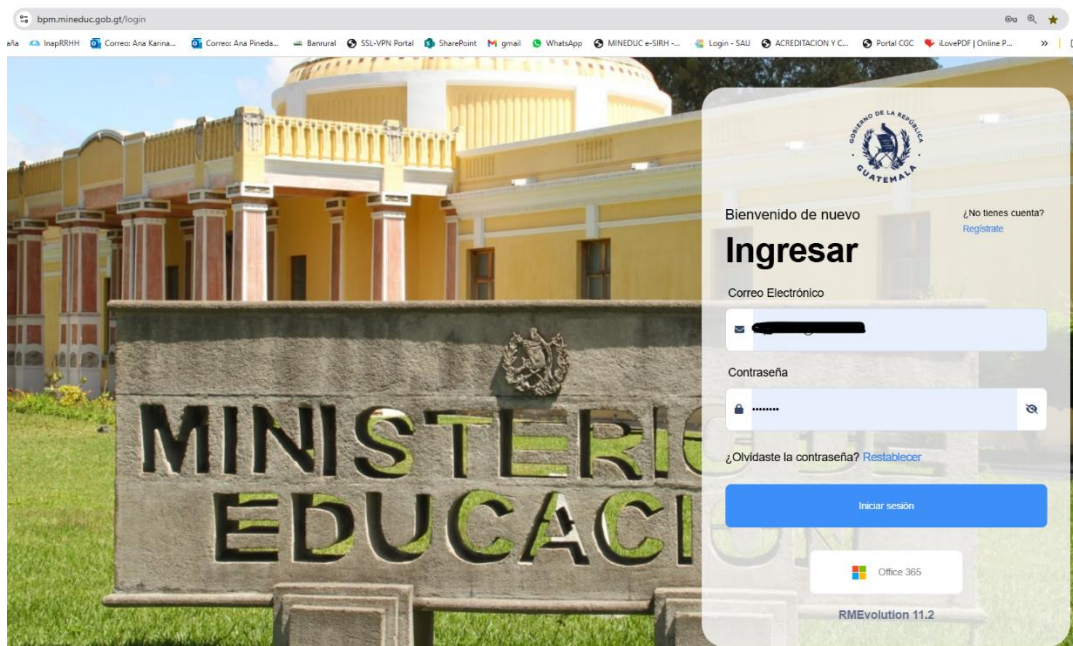 bpm.mineduc.gob.gt/login
aña InapRRHH Correo: Ana Karina... Correo: Ana Pineda... Banrural SSL-VPN Portal SharePoint gmail WhatsApp MINEDUC e-SIRH -... Login - SAU ACREDITACION Y C... Portal CGC iLovePDF | Online P... »
GOBIERNO DE LA REPÚBLICA
GUATEMALA
Bienvenido de nuevo
¿No tienes cuenta?
Regístrate
Ingresar
Correo Electrónico
Contraseña
••••••••
¿Olvidaste la contraseña? Restablecer
Iniciar sesión
Office 365
RMEvolution 11.2
MINISTERIO DE
EDUCACION